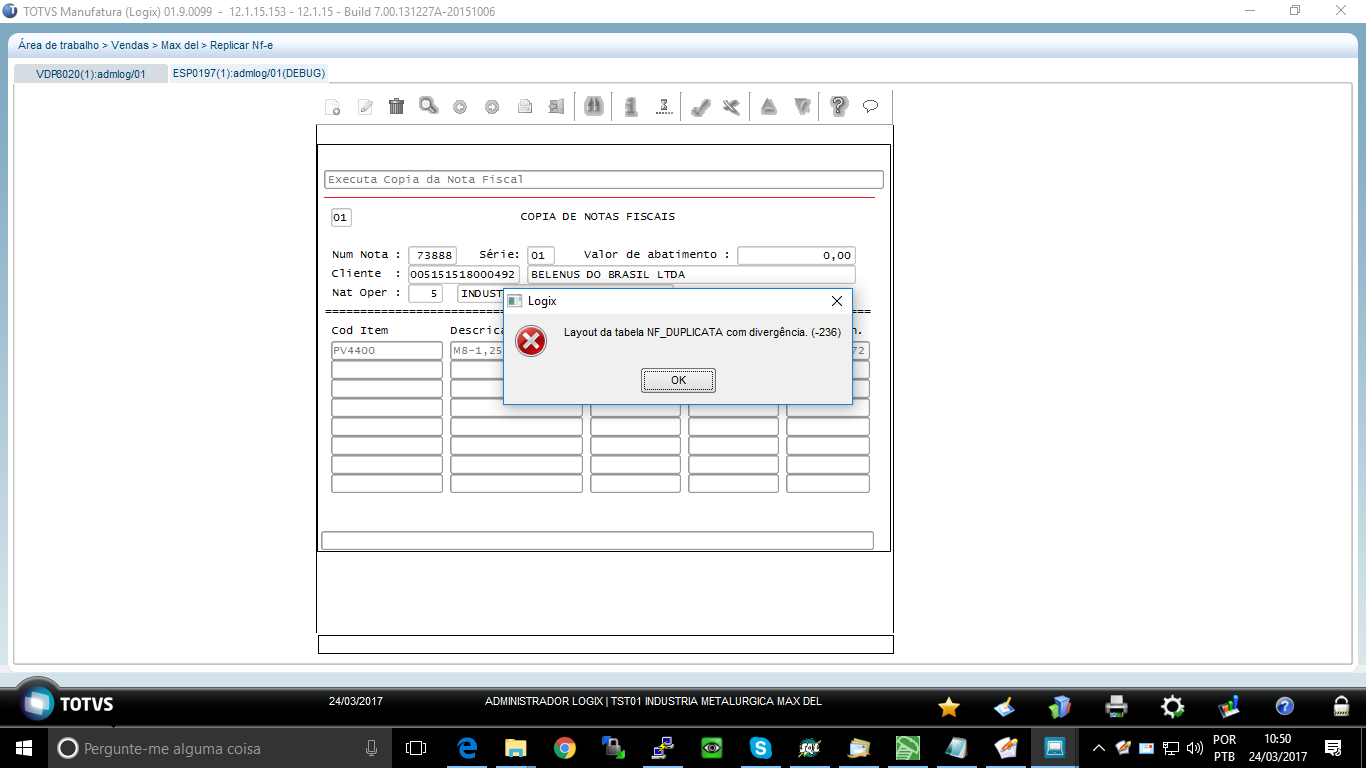 TOTVS Manufatura (Logix) 01.9.0099 - 12.1.15.153 - 12.1.15 - Build 7.00.131227A-20151006
Área de trabalho > Vendas > Max del > Replicar Nf-e
VDP8020(1):admlog/01 ESP0197(1):admlog/01(DEBUG)
Executa Copia da Nota Fiscal
01 COPIA DE NOTAS FISCAIS
Num Nota : 73888 Série: 01 Valor de abatimento : 0,00
Cliente : 005151518000492 BELENUS DO BRASIL LTDA
Nat Oper : 5 INDUST
Logix
Layout da tabela NF_DUPLICATA com divergência. (-236)
OK
Cod Item
PV4400 M8-1,25 72
TOTVS 24/03/2017 ADMINISTRADOR LOGIX | TST01 INDUSTRIA METALURGICA MAX DEL
Pergunte-me alguma coisa
POR
PTB
10:50
24/03/2017